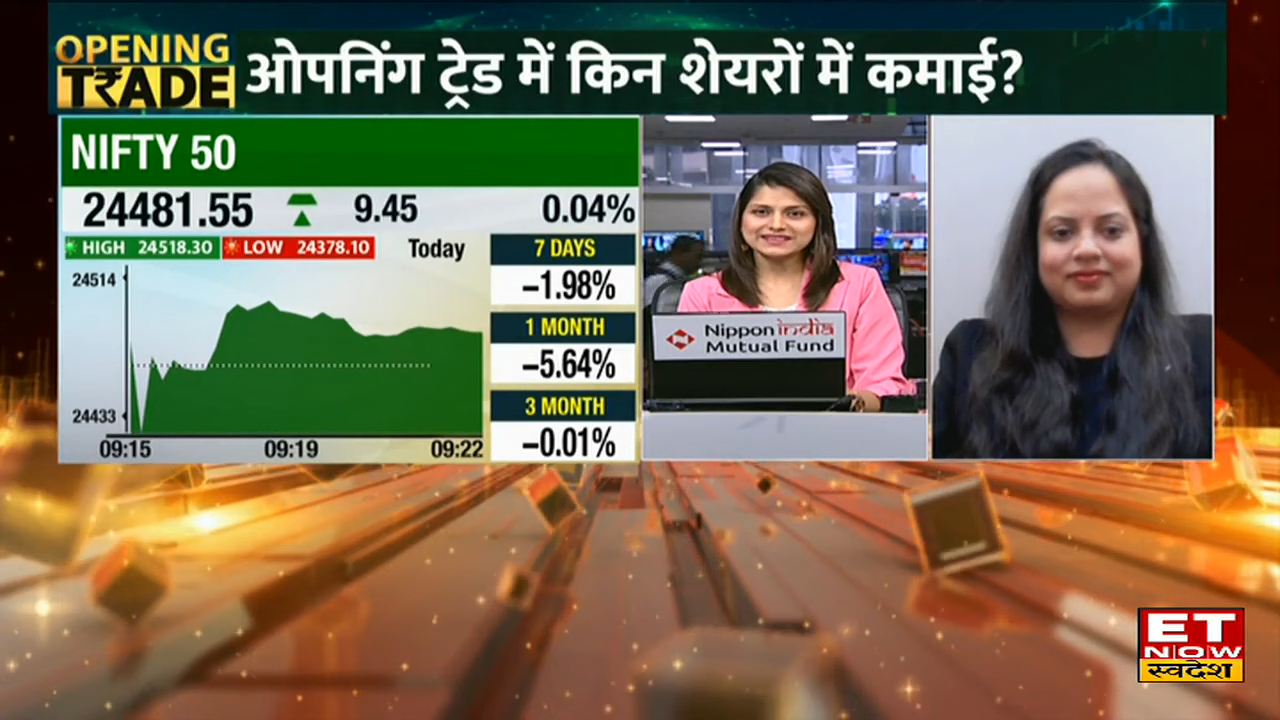 OPENING
TRADE
ओपनिंग ट्रेड में किन शेयरों में कमाई?
NIFTY 50
24481.55 9.45 0.04%
HIGH 24518.30 LOW 24378.10 Today
7 DAYS
-1.98%
1 MONTH
-5.64%
3 MONTH
-0.01%
24514
24433
09:15 09:19 09:22
Nippon india
Mutual Fund
ET
NOW
स्वदेश